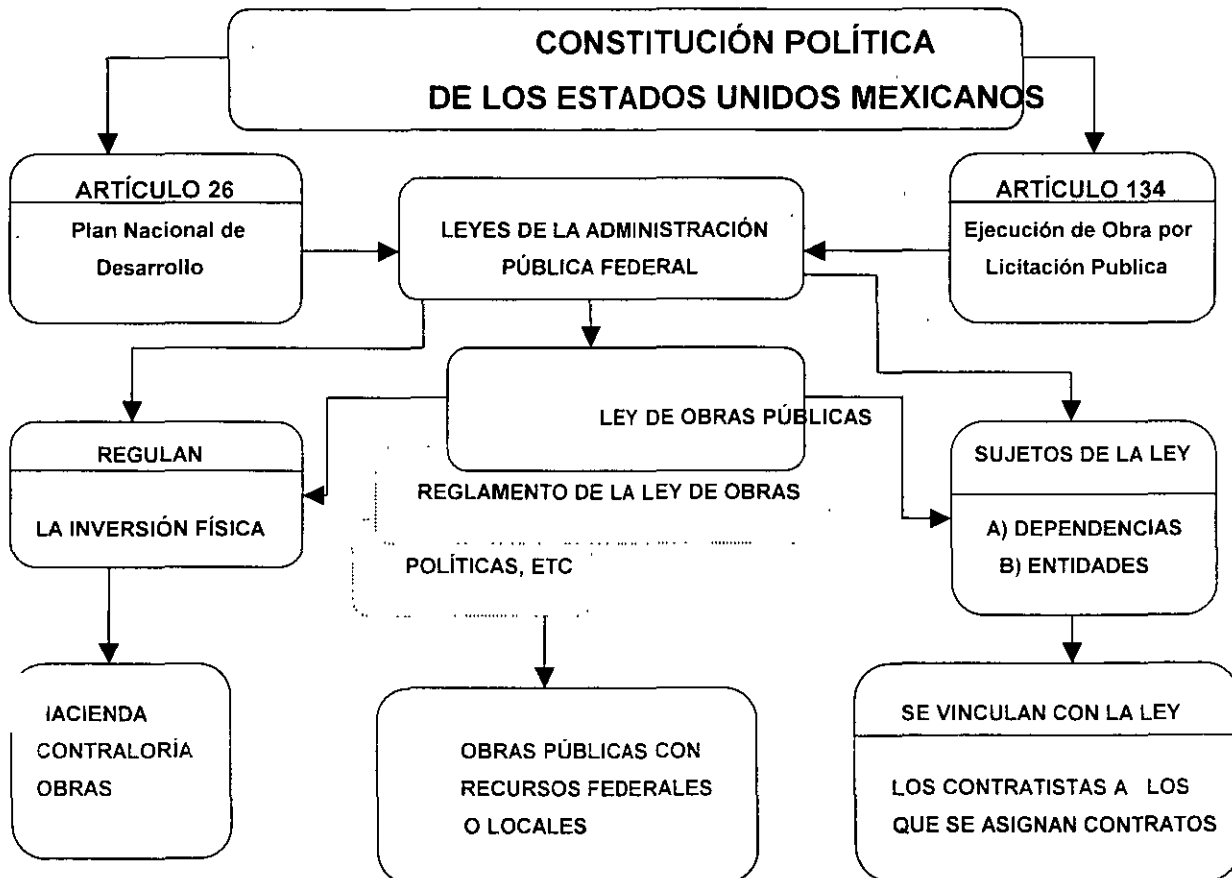 CONSTITUCIÓN POLÍTICA
DE LOS ESTADOS UNIDOS MEXICANOS
ARTÍCULO 26
Plan Nacional de
Desarrollo
LEYES DE LA ADMINISTRACIÓN
PÚBLICA FEDERAL
ARTÍCULO 134
Ejecución de Obra por
Licitación Publica
LEY DE OBRAS PÚBLICAS
REGULAN
LA INVERSIÓN FÍSICA
REGLAMENTO DE LA LEY DE OBRAS
POLÍTICAS, ETC
SUJETOS DE LA LEY
A) DEPENDENCIAS
B) ENTIDADES
IACIENDA
CONTRALORÍA
OBRAS
OBRAS PÚBLICAS CON
RECURSOS FEDERALES
O LOCALES
SE VINCULAN CON LA LEY
LOS CONTRATISTAS A LOS
QUE SE ASIGNAN CONTRATOS